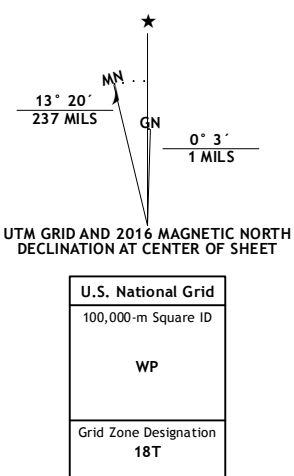 ★
MN
GN
13° 20´
237 MILS
0° 3´
1 MILS
UTM GRID AND 2016 MAGNETIC NORTH
DECLINATION AT CENTER OF SHEET
U.S. National Grid
100,000-m Square ID
WP
Grid Zone Designation
18T